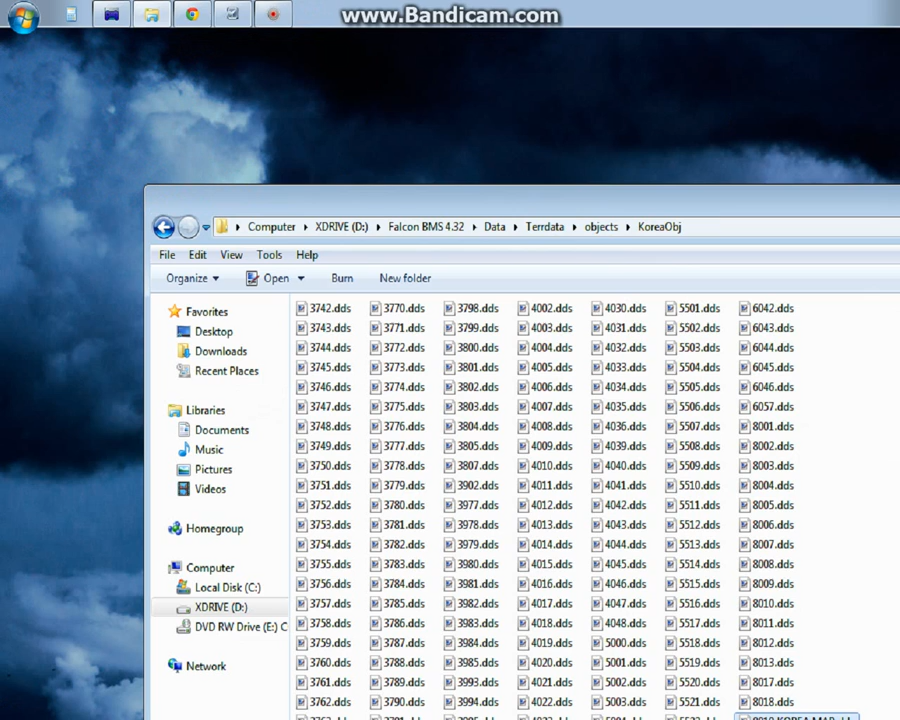 www.Bandicam.com
Computer XDRIVE (D:) Falcon BMS 4.32 Data Terrdata objects KoreaObj
File Edit View Tools Help
Organize Open Burn New folder
Favorites
Desktop
Downloads
Recent Places
Libraries
Documents
Music
Pictures
Videos
Homegroup
Computer
Local Disk (C:)
XDRIVE (D:)
DVD RW Drive (E:) C
Network
3742.dds 3770.dds 3798.dds 4002.dds 4030.dds 5501.dds 6042.dds
3743.dds 3771.dds 3799.dds 4003.dds 4031.dds 5502.dds 6043.dds
3744.dds 3772.dds 3800.dds 4004.dds 4032.dds 5503.dds 6044.dds
3745.dds 3773.dds 3801.dds 4005.dds 4033.dds 5504.dds 6045.dds
3746.dds 3774.dds 3802.dds 4006.dds 4034.dds 5505.dds 6046.dds
3747.dds 3775.dds 3803.dds 4007.dds 4035.dds 5506.dds 6057.dds
3748.dds 3776.dds 3804.dds 4008.dds 4036.dds 5507.dds 8001.dds
3749.dds 3777.dds 3805.dds 4009.dds 4039.dds 5508.dds 8002.dds
3750.dds 3778.dds 3807.dds 4010.dds 4040.dds 5509.dds 8003.dds
3751.dds 3779.dds 3902.dds 4011.dds 4041.dds 5510.dds 8004.dds
3752.dds 3780.dds 3977.dds 4012.dds 4042.dds 5511.dds 8005.dds
3753.dds 3781.dds 3978.dds 4013.dds 4043.dds 5512.dds 8006.dds
3754.dds 3782.dds 3979.dds 4014.dds 4044.dds 5513.dds 8007.dds
3755.dds 3783.dds 3980.dds 4015.dds 4045.dds 5514.dds 8008.dds
3756.dds 3784.dds 3981.dds 4016.dds 4046.dds 5515.dds 8009.dds
3757.dds 3785.dds 3982.dds 4017.dds 4047.dds 5516.dds 8010.dds
3758.dds 3786.dds 3983.dds 4018.dds 4048.dds 5517.dds 8011.dds
3759.dds 3787.dds 3984.dds 4019.dds 5000.dds 5518.dds 8012.dds
3760.dds 3788.dds 3985.dds 4020.dds 5001.dds 5519.dds 8013.dds
3761.dds 3789.dds 3993.dds 4021.dds 5002.dds 5520.dds 8017.dds
3762.dds 3790.dds 3994.dds 4022.dds 5003.dds 5521.dds 8018.dds